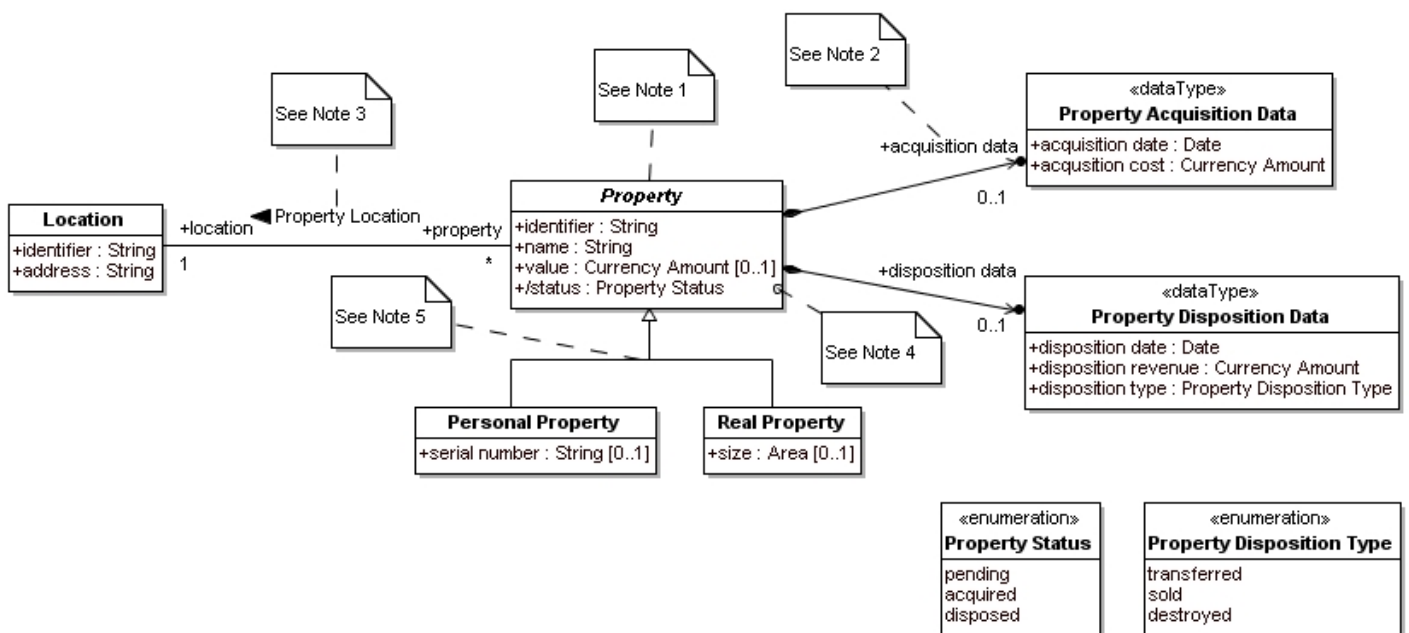 See Note 2
See Note 1
See Note 3
«dataType»
Property Acquisition Data
+acquisition date : Date
+acqusition cost : Currency Amount
+acquisition data
0..1
Property
+identifier : String
+name : String
+value : Currency Amount [0..1]
+/status : Property Status
Location
+identifier : String
+address : String
+location
◀ Property Location
+property
1
*
+disposition data
0..1
«dataType»
Property Disposition Data
+disposition date : Date
+disposition revenue : Currency Amount
+disposition type : Property Disposition Type
See Note 5
See Note 4
Personal Property
+serial number : String [0..1]
Real Property
+size : Area [0..1]
«enumeration»
Property Status
pending
acquired
disposed
«enumeration»
Property Disposition Type
transferred
sold
destroyed